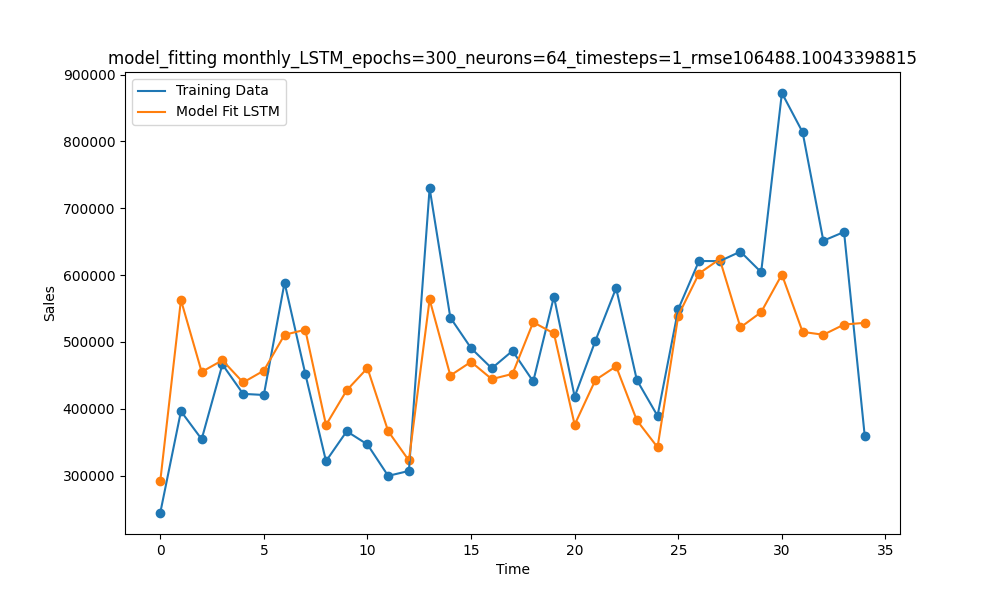 model_fitting monthly_LSTM_epochs=300_neurons=64_timesteps=1_rmse106488.10043398815
900000
Training Data
Model Fit LSTM
800000
700000
600000
Sales
500000
400000
300000
0 5 10 15 20 25 30 35
Time